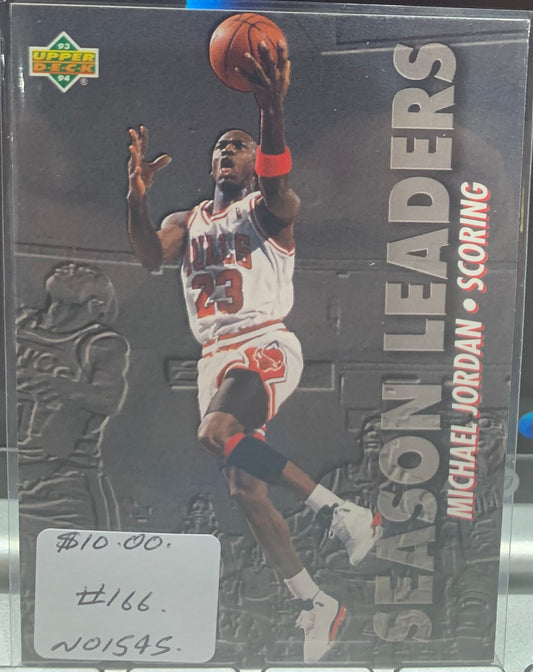 93
UPPER
DECK
94
®
BULLS
23
SEASON LEADERS
MICHAEL JORDAN • SCORING
$10.00.
#166.
NO1545.